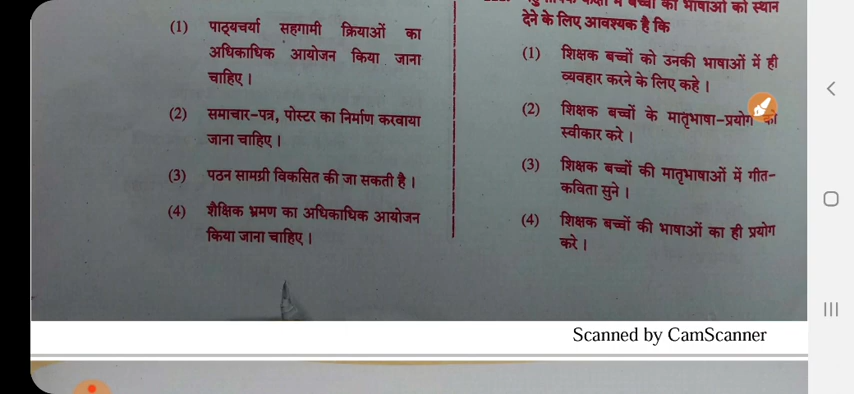 (1) पाठ्यचर्या सहगामी क्रियाओं का
अधिकाधिक आयोजन किया जाना
चाहिए।
(2) समाचार-पत्र, पोस्टर का निर्माण करवाया
जाना चाहिए।
(3) पठन सामग्री विकसित की जा सकती है।
(4) शैक्षिक भ्रमण का अधिकाधिक आयोजन
किया जाना चाहिए।
में बच्चों की भाषाओं को स्थान
देने के लिए आवश्यक है कि
(1) शिक्षक बच्चों को उनकी भाषाओं में ही
व्यवहार करने के लिए कहे।
(2) शिक्षक बच्चों के मातृभाषा-प्रयोग को
स्वीकार करे।
(3) शिक्षक बच्चों की मातृभाषाओं में गीत-
कविता सुने।
(4) शिक्षक बच्चों की भाषाओं का ही प्रयोग
करे।
Scanned by CamScanner